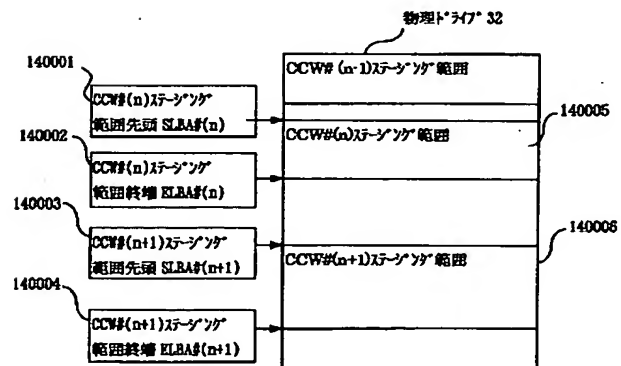 物理ﾄﾞﾗｲﾌﾞ 32
CCW# (n-1)ｽﾃｰｼﾞﾝｸﾞ範囲
140001
CCW#(n)ｽﾃｰｼﾞﾝｸﾞ
範囲先頭 SLBA#(n)
CCW#(n)ｽﾃｰｼﾞﾝｸﾞ範囲
140005
140002
CCW#(n)ｽﾃｰｼﾞﾝｸﾞ
範囲終端 ELBA#(n)
140003
CCW#(n+1)ｽﾃｰｼﾞﾝｸﾞ
範囲先頭 SLBA#(n+1)
CCW#(n+1)ｽﾃｰｼﾞﾝｸﾞ範囲
140006
140004
CCW#(n+1)ｽﾃｰｼﾞﾝｸﾞ
範囲終端 ELBA#(n+1)